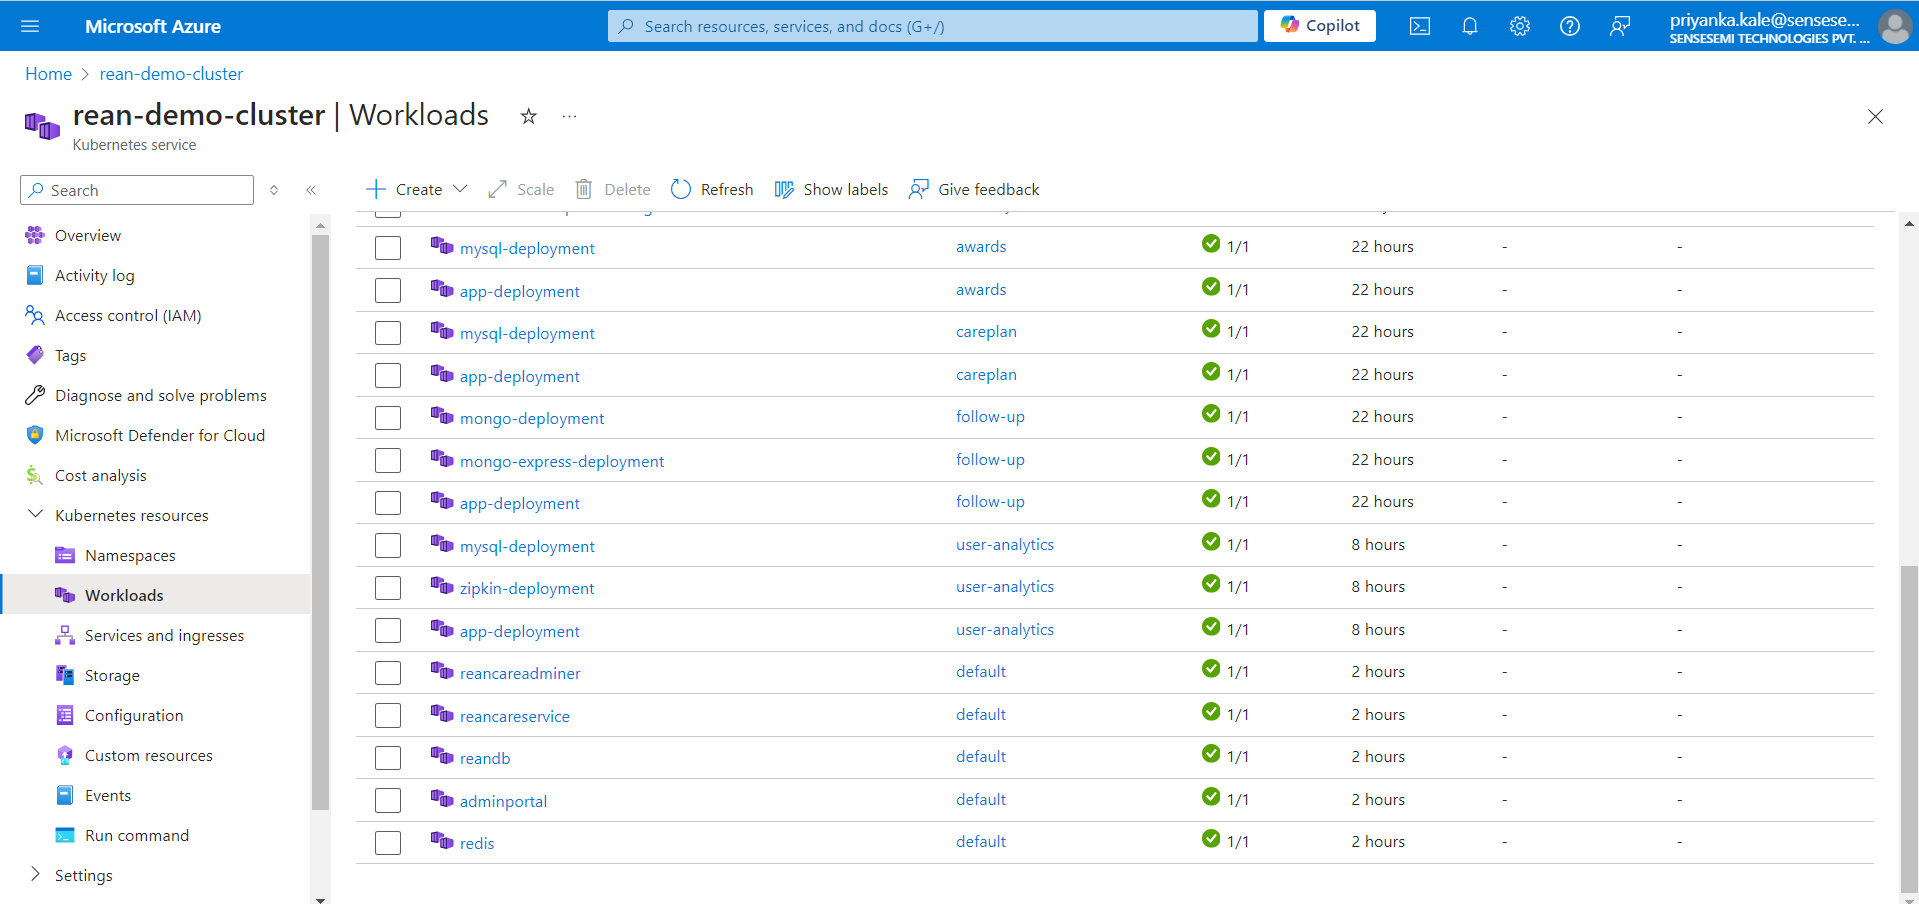 Microsoft Azure
Search resources, services, and docs (G+/)
Copilot
priyanka.kale@sensese...
SENSESEMI TECHNOLOGIES PVT. ...
Home > rean-demo-cluster
rean-demo-cluster | Workloads
Kubernetes service
Search
Create
Scale
Delete
Refresh
Show labels
Give feedback
Overview
Activity log
Access control (IAM)
Tags
Diagnose and solve problems
Microsoft Defender for Cloud
Cost analysis
Kubernetes resources
Namespaces
Workloads
Services and ingresses
Storage
Configuration
Custom resources
Events
Run command
Settings
mysql-deployment awards 1/1 22 hours - -
app-deployment awards 1/1 22 hours - -
mysql-deployment careplan 1/1 22 hours - -
app-deployment careplan 1/1 22 hours - -
mongo-deployment follow-up 1/1 22 hours - -
mongo-express-deployment follow-up 1/1 22 hours - -
app-deployment follow-up 1/1 22 hours - -
mysql-deployment user-analytics 1/1 8 hours - -
zipkin-deployment user-analytics 1/1 8 hours - -
app-deployment user-analytics 1/1 8 hours - -
reancareadminer default 1/1 2 hours - -
reancareservice default 1/1 2 hours - -
reandb default 1/1 2 hours - -
adminportal default 1/1 2 hours - -
redis default 1/1 2 hours - -